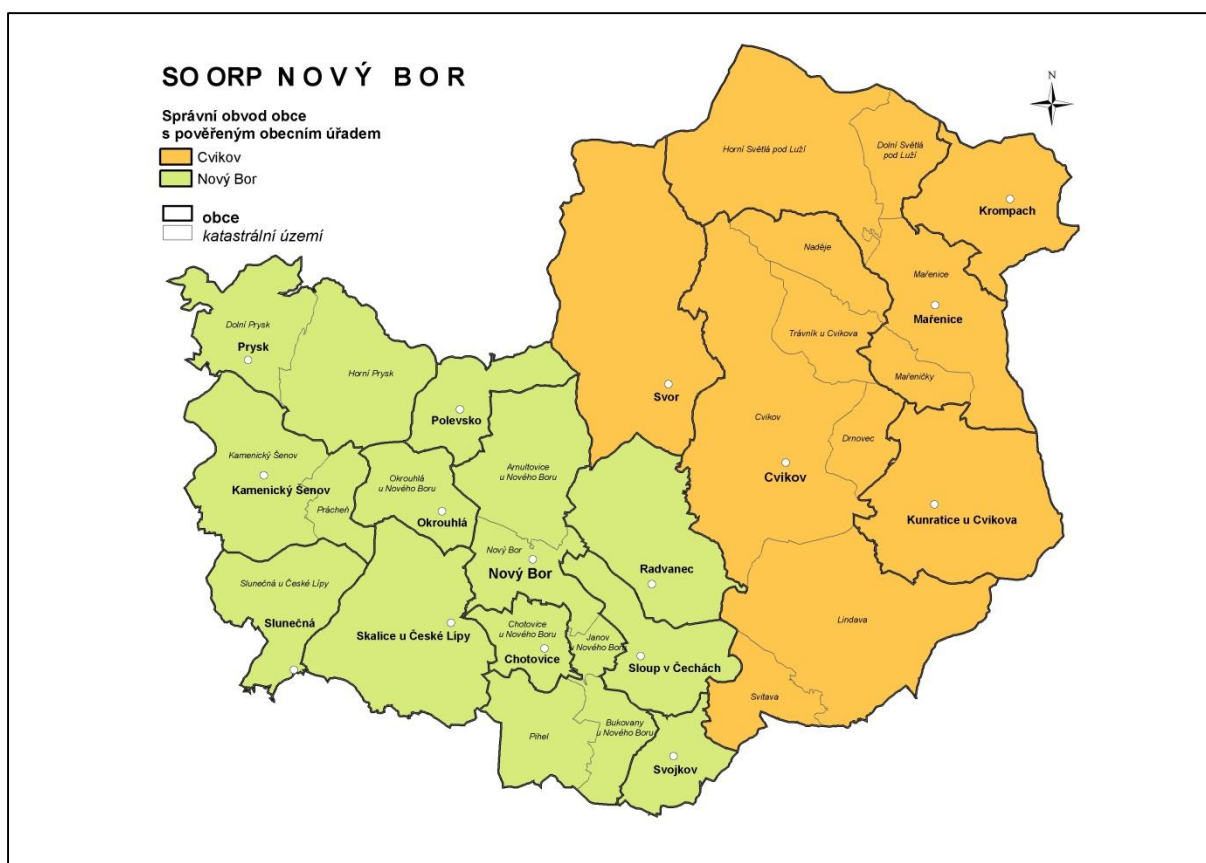 SO ORP N O V Ý B O R
Správní obvod obce
s pověřeným obecním úřadem
Cvikov
Nový Bor
obce
katastrální území
N
Horní Světlá pod Luží
Dolní Světlá
pod Luží
Krompach
Naděje
Mařenice
Mařenice
Trávník u Cvikova
Mařeničky
Svor
Cvikov
Drnovec
Cvikov
Kunratice u Cvikova
Lindava
Svitava
Dolní Prysk
Prysk
Horní Prysk
Polevsko
Kamenický Šenov
Kamenický Šenov
Prácheň
Okrouhlá
u Nového Boru
Okrouhlá
Arnultovice
u Nového Boru
Nový Bor
Nový Bor
Radvanec
Slunečná u České Lípy
Slunečná
Skalice u České Lípy
Chotovice
u Nového Boru
Chotovice
Janov
u Nového Boru
Sloup v Čechách
Pihel
Bukovany
u Nového Boru
Svojkov